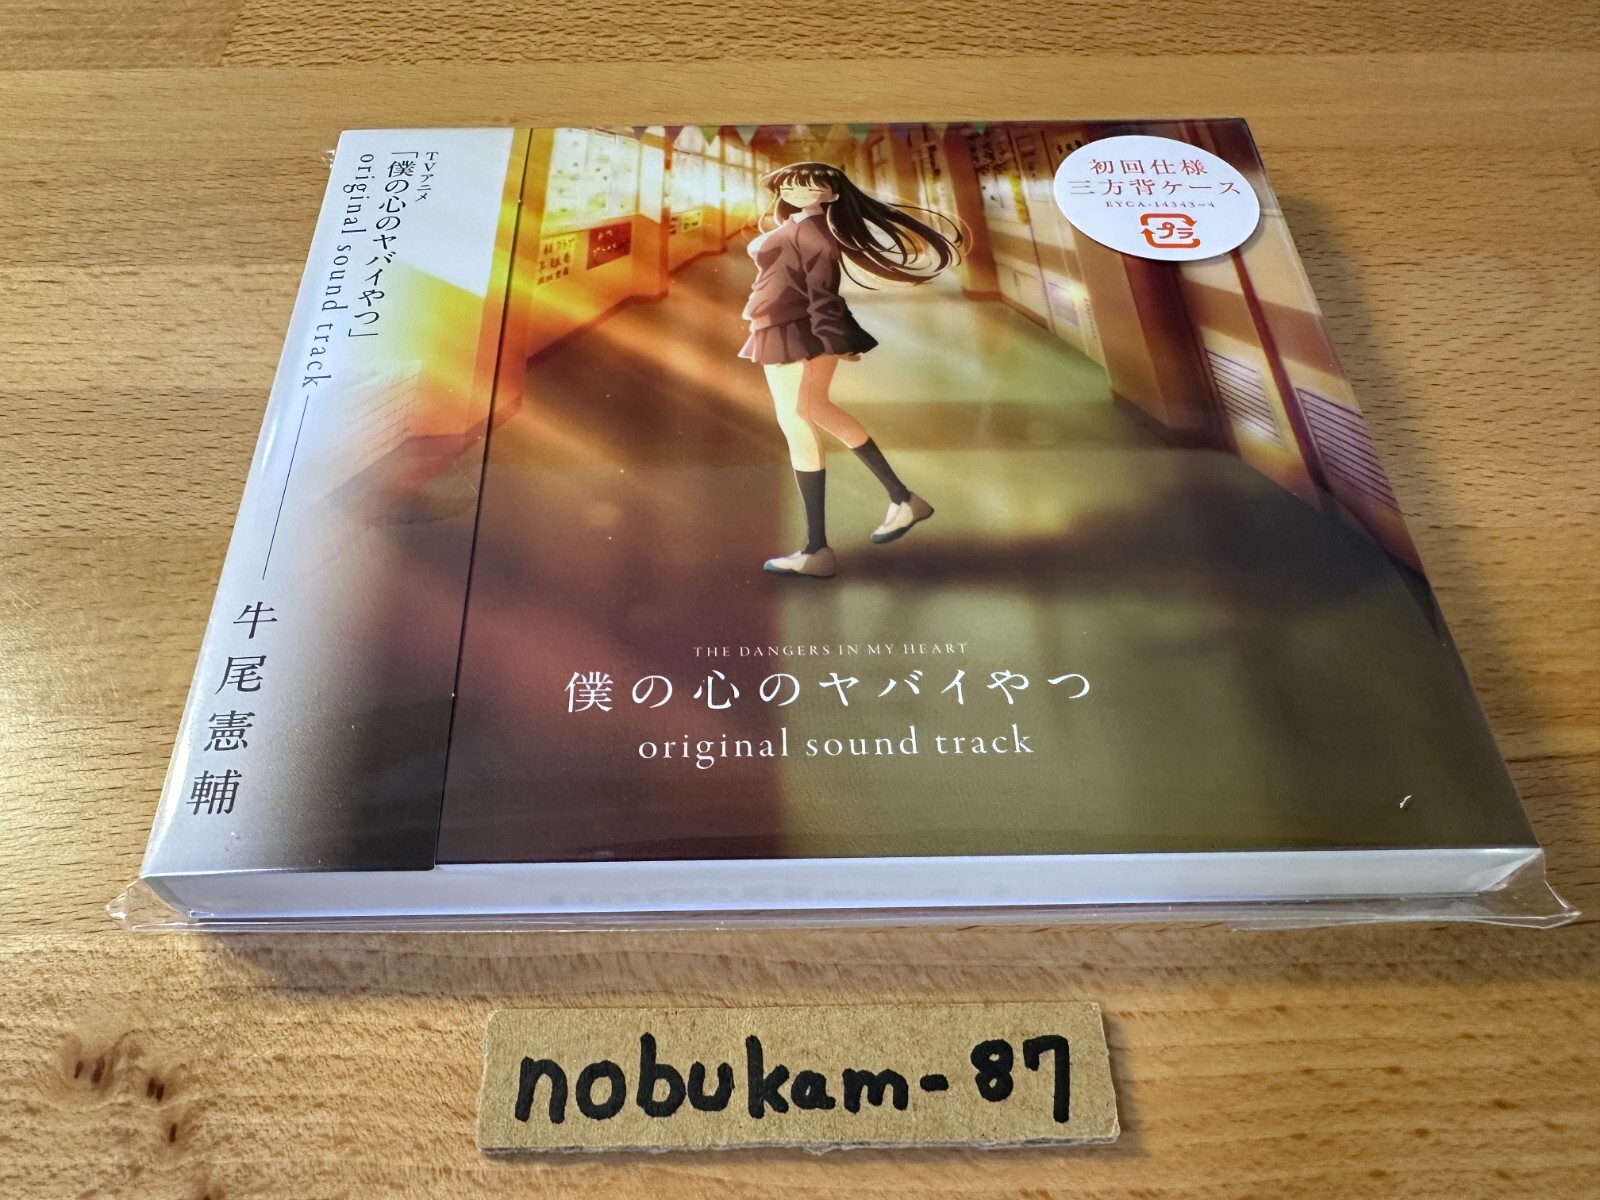 TVアニメ
「僕の心のヤバイやつ」
original sound track
牛尾憲輔
初回仕様
三方背ケース
EYCA-14343~4
プラ
THE DANGERS IN MY HEART
僕の心のヤバイやつ
original sound track
nobukam-87